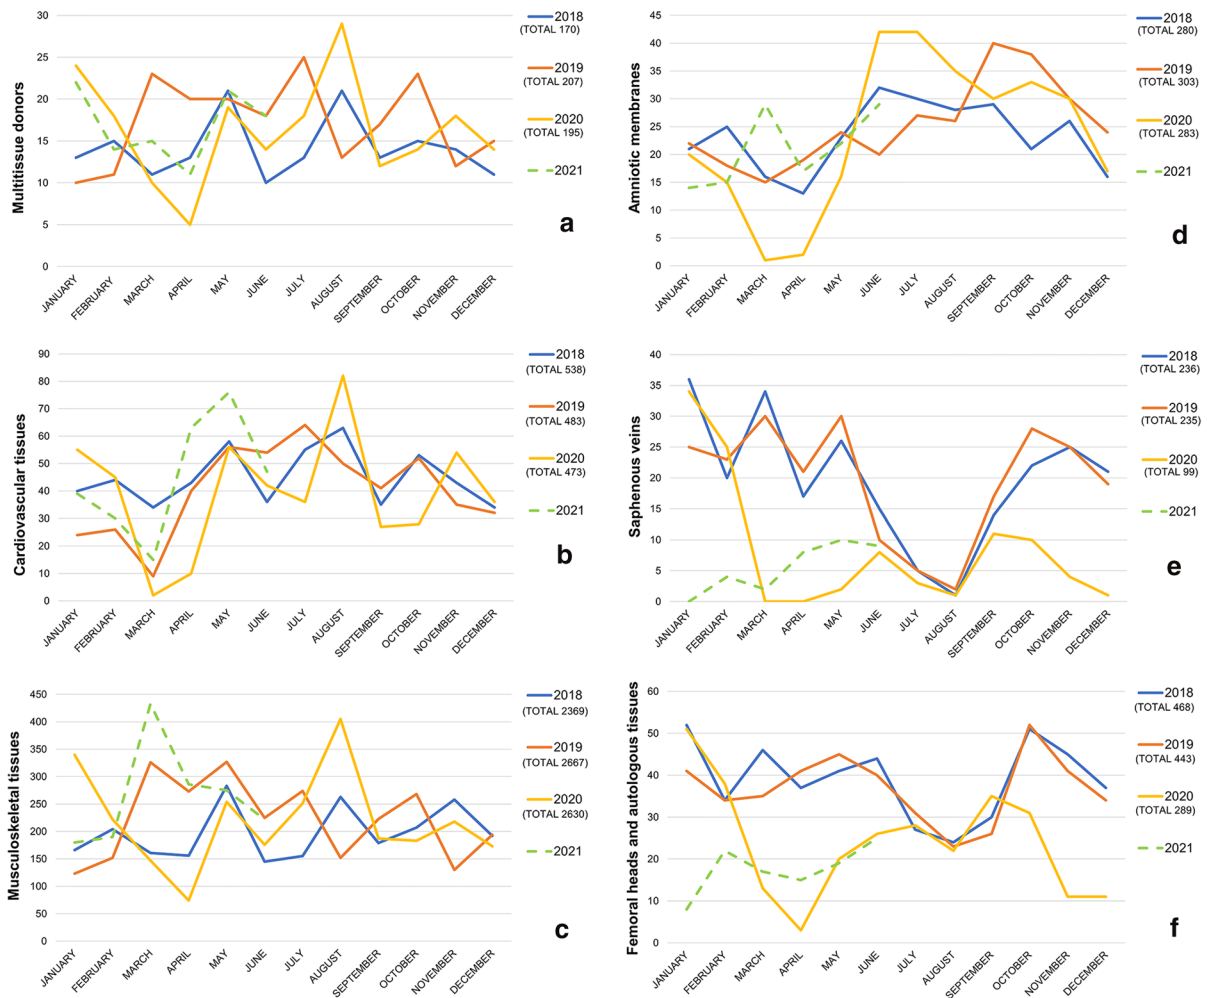 Multitissue donors
30
25
20
15
10
5
0
JANUARY
FEBRUARY
MARCH
APRIL
MAY
JUNE
JULY
AUGUST
SEPTEMBER
OCTOBER
NOVEMBER
DECEMBER
2018
(TOTAL 170)
2019
(TOTAL 207)
2020
(TOTAL 195)
2021
a
Amniotic membranes
45
40
35
30
25
20
15
10
5
0
JANUARY
FEBRUARY
MARCH
APRIL
MAY
JUNE
JULY
AUGUST
SEPTEMBER
OCTOBER
NOVEMBER
DECEMBER
2018
(TOTAL 280)
2019
(TOTAL 303)
2020
(TOTAL 283)
2021
d
Cardiovascular tissues
90
80
70
60
50
40
30
20
10
0
JANUARY
FEBRUARY
MARCH
APRIL
MAY
JUNE
JULY
AUGUST
SEPTEMBER
OCTOBER
NOVEMBER
DECEMBER
2018
(TOTAL 538)
2019
(TOTAL 483)
2020
(TOTAL 473)
2021
b
Saphenous veins
40
35
30
25
20
15
10
5
0
JANUARY
FEBRUARY
MARCH
APRIL
MAY
JUNE
JULY
AUGUST
SEPTEMBER
OCTOBER
NOVEMBER
DECEMBER
2018
(TOTAL 236)
2019
(TOTAL 235)
2020
(TOTAL 99)
2021
e
Musculoskeletal tissues
450
400
350
300
250
200
150
100
50
0
JANUARY
FEBRUARY
MARCH
APRIL
MAY
JUNE
JULY
AUGUST
SEPTEMBER
OCTOBER
NOVEMBER
DECEMBER
2018
(TOTAL 2369)
2019
(TOTAL 2667)
2020
(TOTAL 2630)
2021
c
Femoral heads and autologous tissues
60
50
40
30
20
10
0
JANUARY
FEBRUARY
MARCH
APRIL
MAY
JUNE
JULY
AUGUST
SEPTEMBER
OCTOBER
NOVEMBER
DECEMBER
2018
(TOTAL 468)
2019
(TOTAL 443)
2020
(TOTAL 289)
2021
f